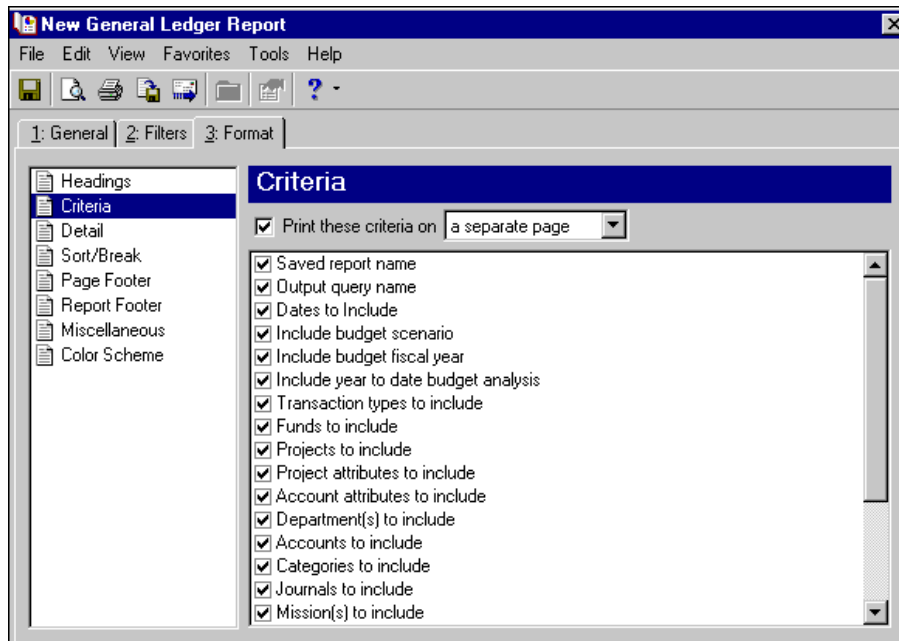 New General Ledger Report
File Edit View Favorites Tools Help
1: General 2: Filters 3: Format
Headings
Criteria
Detail
Sort/Break
Page Footer
Report Footer
Miscellaneous
Color Scheme
Criteria
Print these criteria on a separate page
Saved report name
Output query name
Dates to Include
Include budget scenario
Include budget fiscal year
Include year to date budget analysis
Transaction types to include
Funds to include
Projects to include
Project attributes to include
Account attributes to include
Department(s) to include
Accounts to include
Categories to include
Journals to include
Mission(s) to include